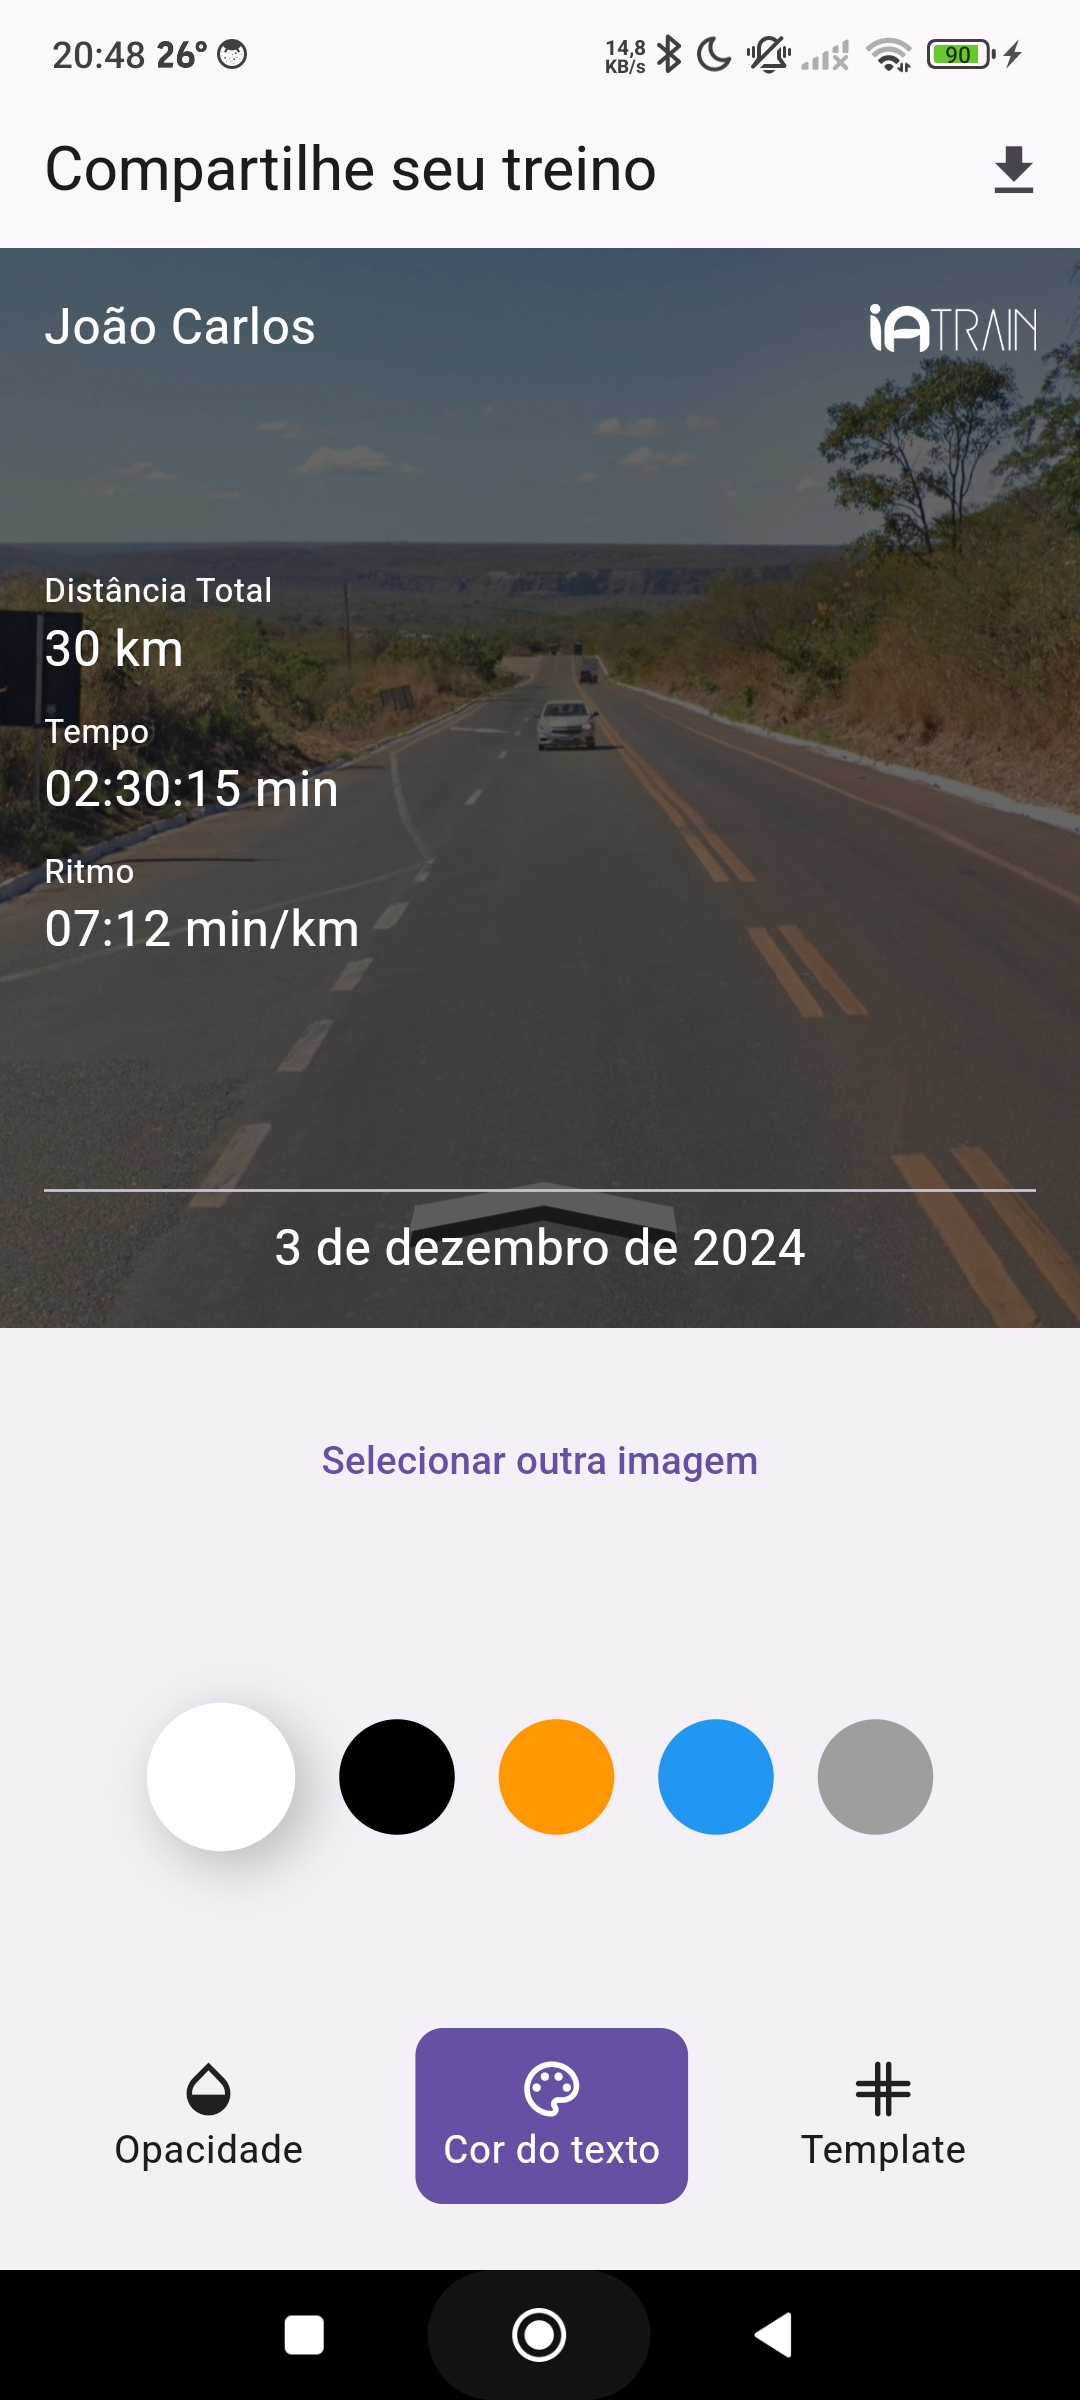 20:48 26° 14,8 KB/s 90
Compartilhe seu treino
João Carlos iATRAIN
Distância Total
30 km
Tempo
02:30:15 min
Ritmo
07:12 min/km
3 de dezembro de 2024
Selecionar outra imagem
Opacidade Cor do texto Template